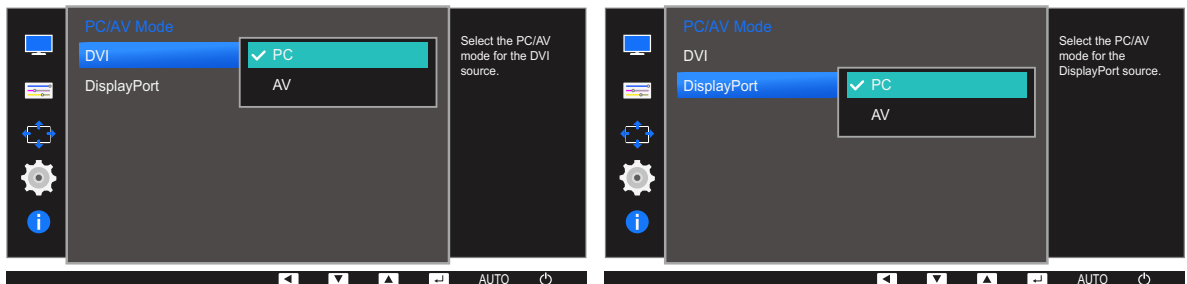 PC/AV Mode
DVI
PC
DisplayPort
AV
Select the PC/AV
mode for the DVI
source.
AUTO
PC/AV Mode
DVI
DisplayPort
PC
AV
Select the PC/AV
mode for the
DisplayPort source.
AUTO